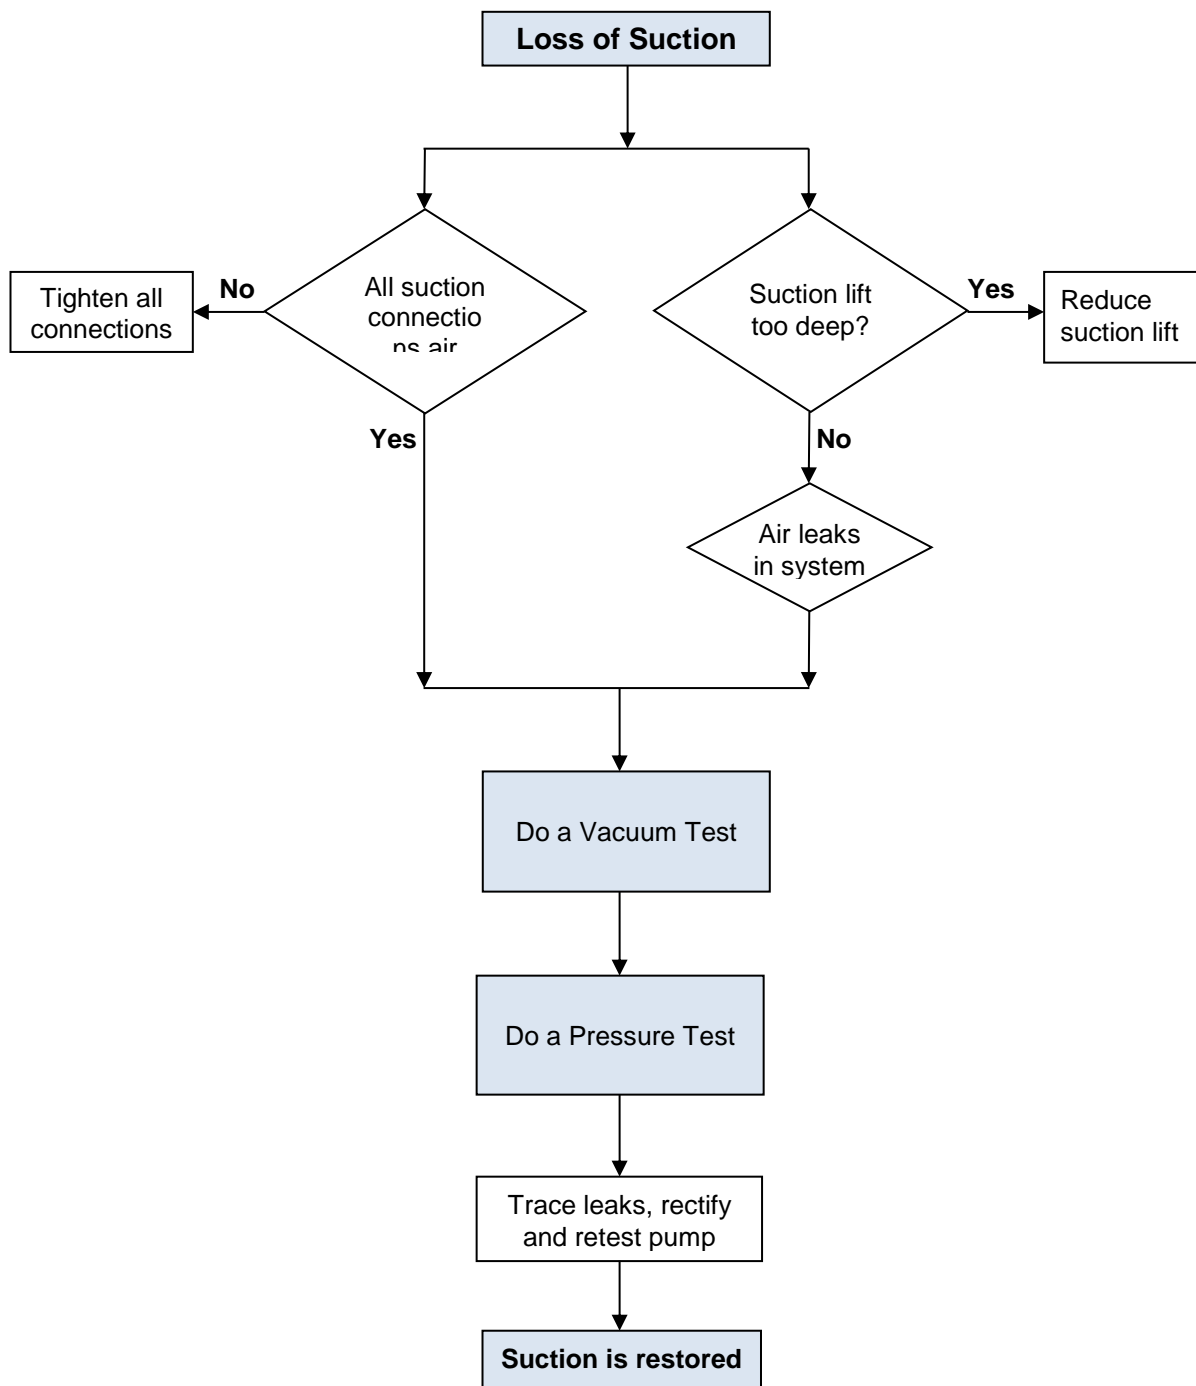 Loss of Suction
No
All suction
connectio
ns air
Tighten all
connections
Suction lift
too deep?
Yes
Reduce
suction lift
Yes
No
Air leaks
in system
Do a Vacuum Test
Do a Pressure Test
Trace leaks, rectify
and retest pump
Suction is restored